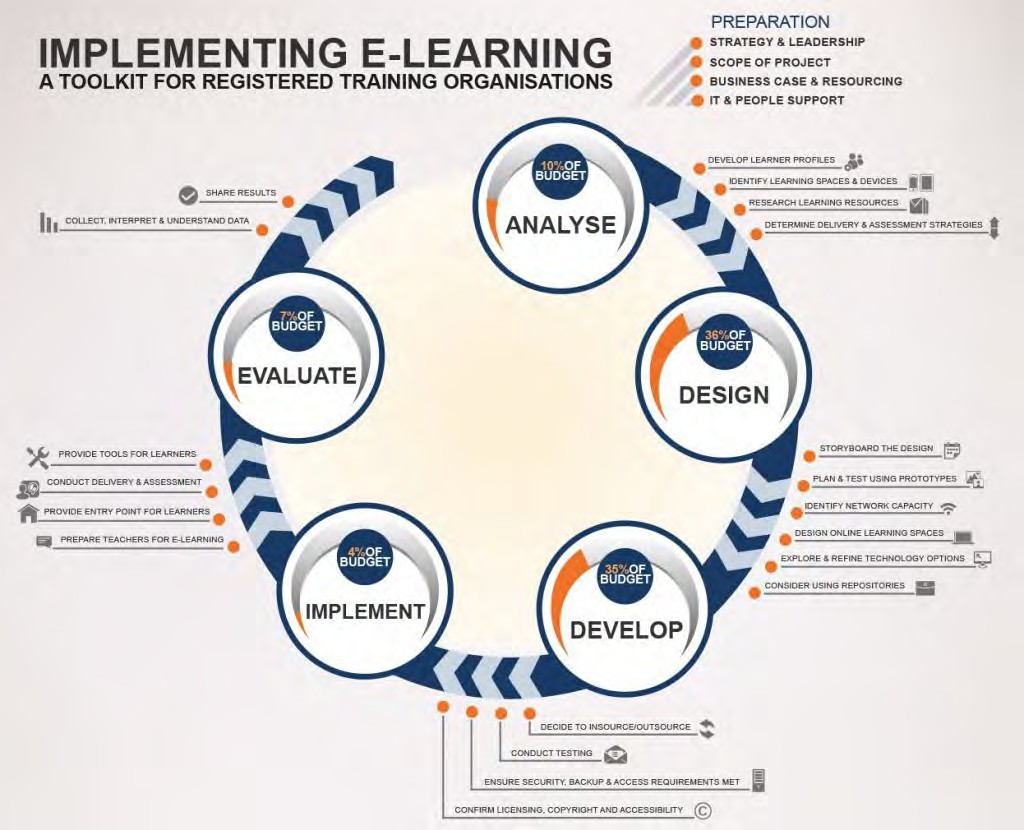 IMPLEMENTING E-LEARNING
A TOOLKIT FOR REGISTERED TRAINING ORGANISATIONS
PREPARATION
STRATEGY & LEADERSHIP
SCOPE OF PROJECT
BUSINESS CASE & RESOURCING
IT & PEOPLE SUPPORT
10% OF
BUDGET
ANALYSE
DEVELOP LEARNER PROFILES
IDENTIFY LEARNING SPACES & DEVICES
RESEARCH LEARNING RESOURCES
DETERMINE DELIVERY & ASSESSMENT STRATEGIES
36% OF
BUDGET
DESIGN
STORYBOARD THE DESIGN
PLAN & TEST USING PROTOTYPES
IDENTIFY NETWORK CAPACITY
DESIGN ONLINE LEARNING SPACES
EXPLORE & REFINE TECHNOLOGY OPTIONS
CONSIDER USING REPOSITORIES
35% OF
BUDGET
DEVELOP
DECIDE TO INSOURCE/OUTSOURCE
CONDUCT TESTING
ENSURE SECURITY, BACKUP & ACCESS REQUIREMENTS MET
CONFIRM LICENSING, COPYRIGHT AND ACCESSIBILITY ©
4% OF
BUDGET
IMPLEMENT
PROVIDE TOOLS FOR LEARNERS
CONDUCT DELIVERY & ASSESSMENT
PROVIDE ENTRY POINT FOR LEARNERS
PREPARE TEACHERS FOR E-LEARNING
7% OF
BUDGET
EVALUATE
SHARE RESULTS
COLLECT, INTERPRET & UNDERSTAND DATA